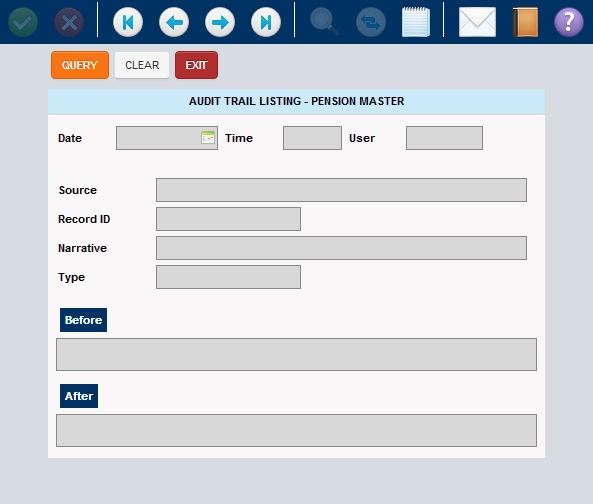 ?
QUERY CLEAR EXIT
AUDIT TRAIL LISTING - PENSION MASTER
Date Time User
Source
Record ID
Narrative
Type
Before
After